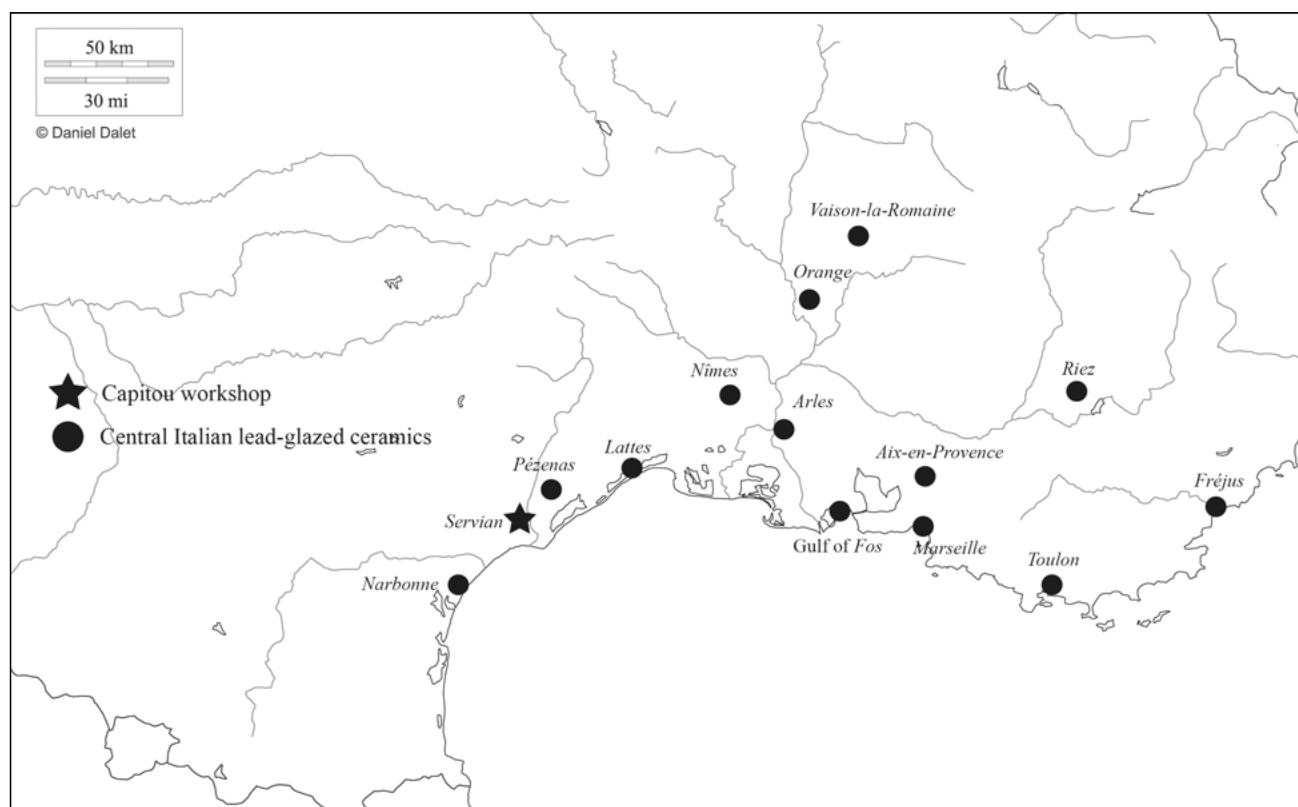 50 km
30 mi
© Daniel Dalet
Vaison-la-Romaine
Orange
Nîmes
Riez
Capitou workshop
Arles
Central Italian lead-glazed ceramics
Lattes
Aix-en-Provence
Pézenas
Fréjus
Servian
Gulf of Fos
Marseille
Toulon
Narbonne